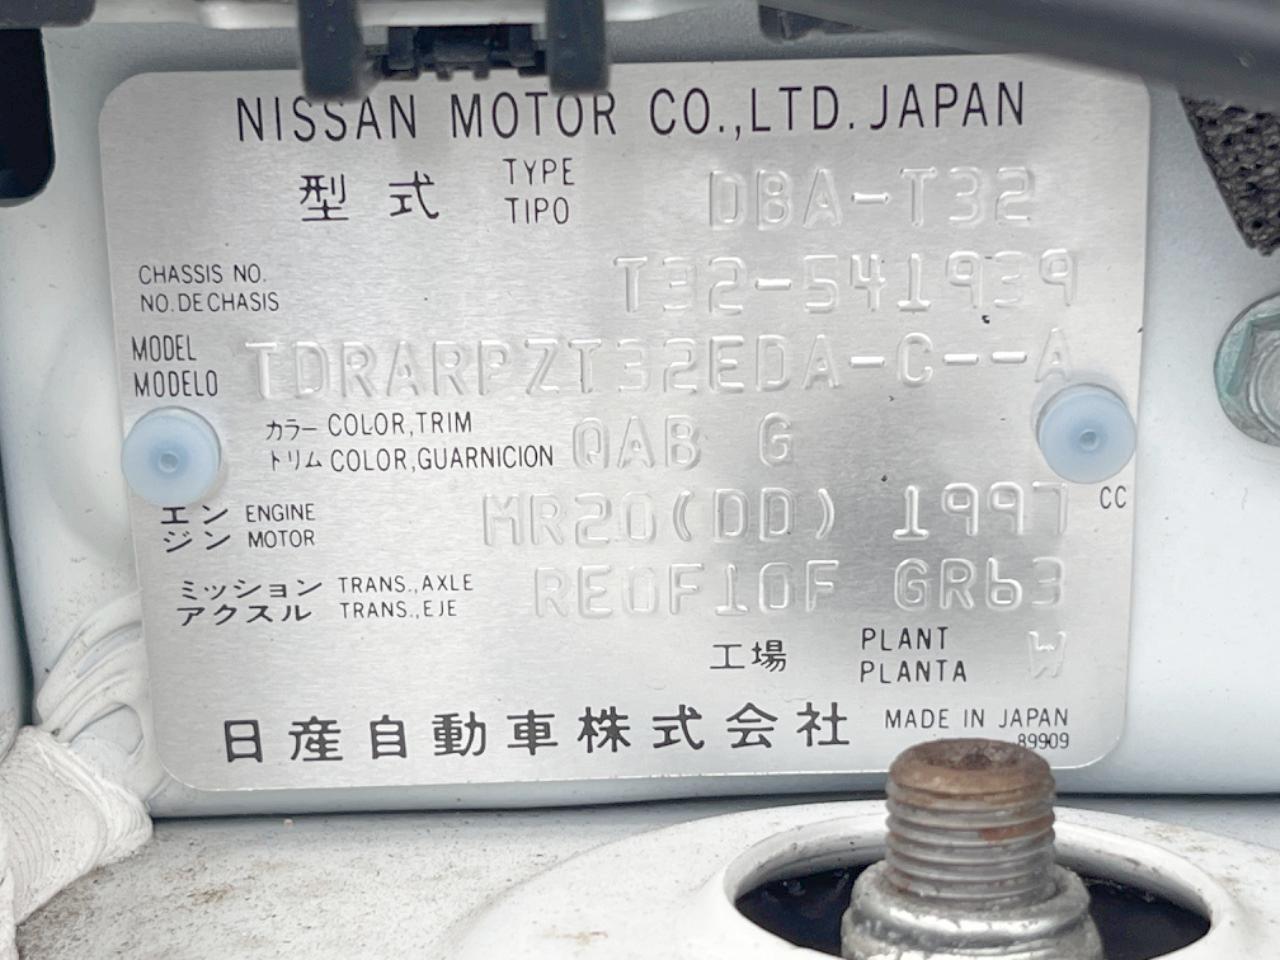 NISSAN MOTOR CO.,LTD. JAPAN
型式 TYPE TIPO DBA-T32
CHASSIS NO. NO.DE CHASIS T32-541939
MODEL MODELO TDRARPZT32EDA-C--A
カラー COLOR,TRIM
トリム COLOR,GUARNICION QAB G
エン ENGINE
ジン MOTOR MR20(DD) 1997 CC
ミッション TRANS.,AXLE
アクスル TRANS.,EJE RE0F10F GR63
工場 PLANT PLANTA W
日産自動車株式会社 MADE IN JAPAN
89909